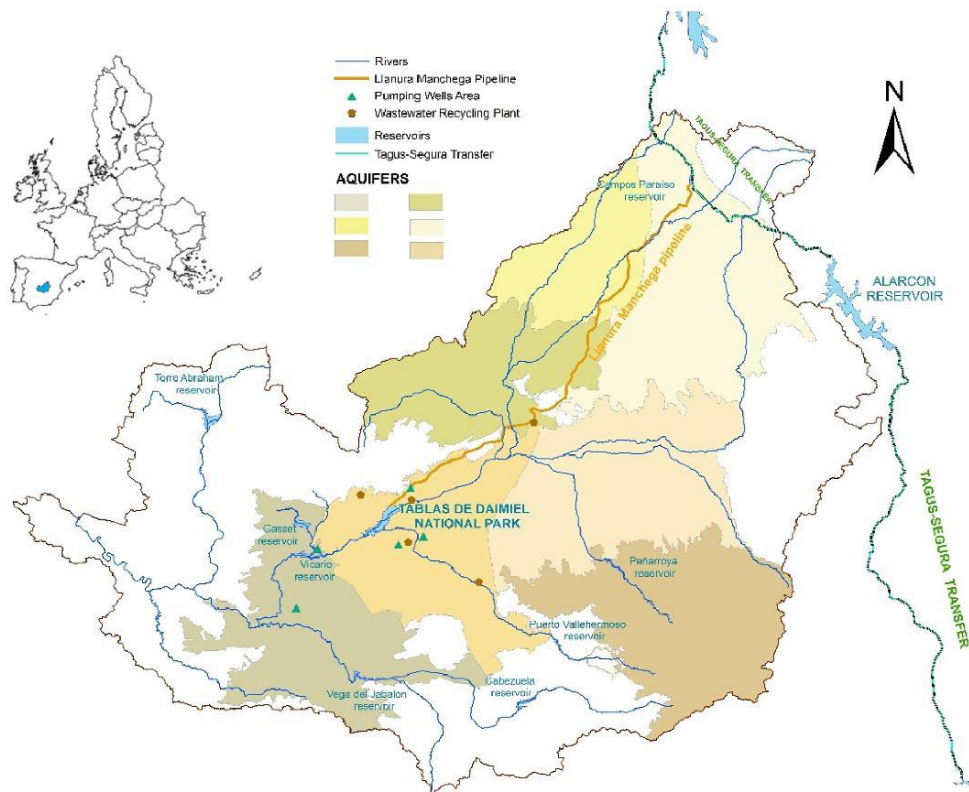 Rivers
Llanura Manchega Pipeline
Pumping Wells Area
Wastewater Recycling Plant
Reservoirs
Tagus-Segura Transfer
AQUIFERS
N
TAGUS-SEGURA TRANSFER
Campos Paraíso
reservoir
Llanura Manchega pipeline
ALARCON
RESERVOIR
Torre Abraham
reservoir
TABLAS DE DAIMIEL
NATIONAL PARK
Gasset
reservoir
Vicario
reservoir
Peñarroya
reservoir
TAGUS-SEGURA TRANSFER
Puerto Vallehermoso
reservoir
Cabezuela
reservoir
Vega del Jabalon
reservoir